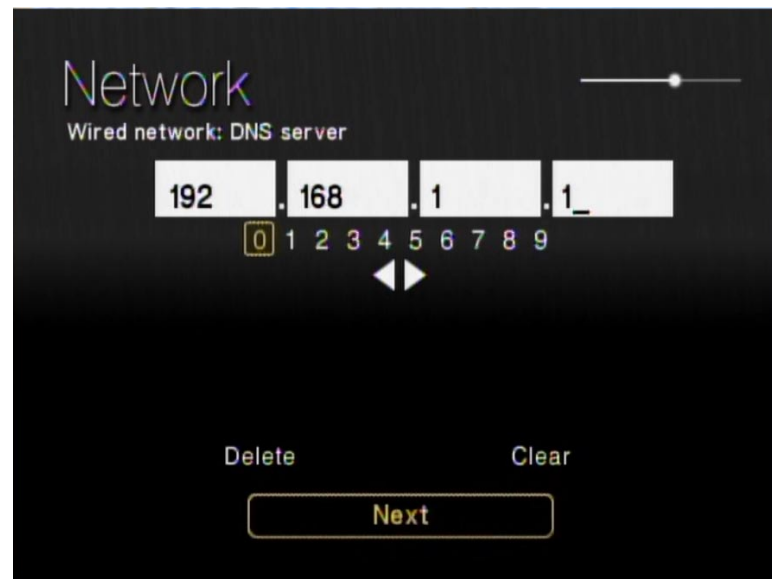 Network
Wired network: DNS server
192 . 168 . 1 . 1_
0 1 2 3 4 5 6 7 8 9
Delete Clear
Next